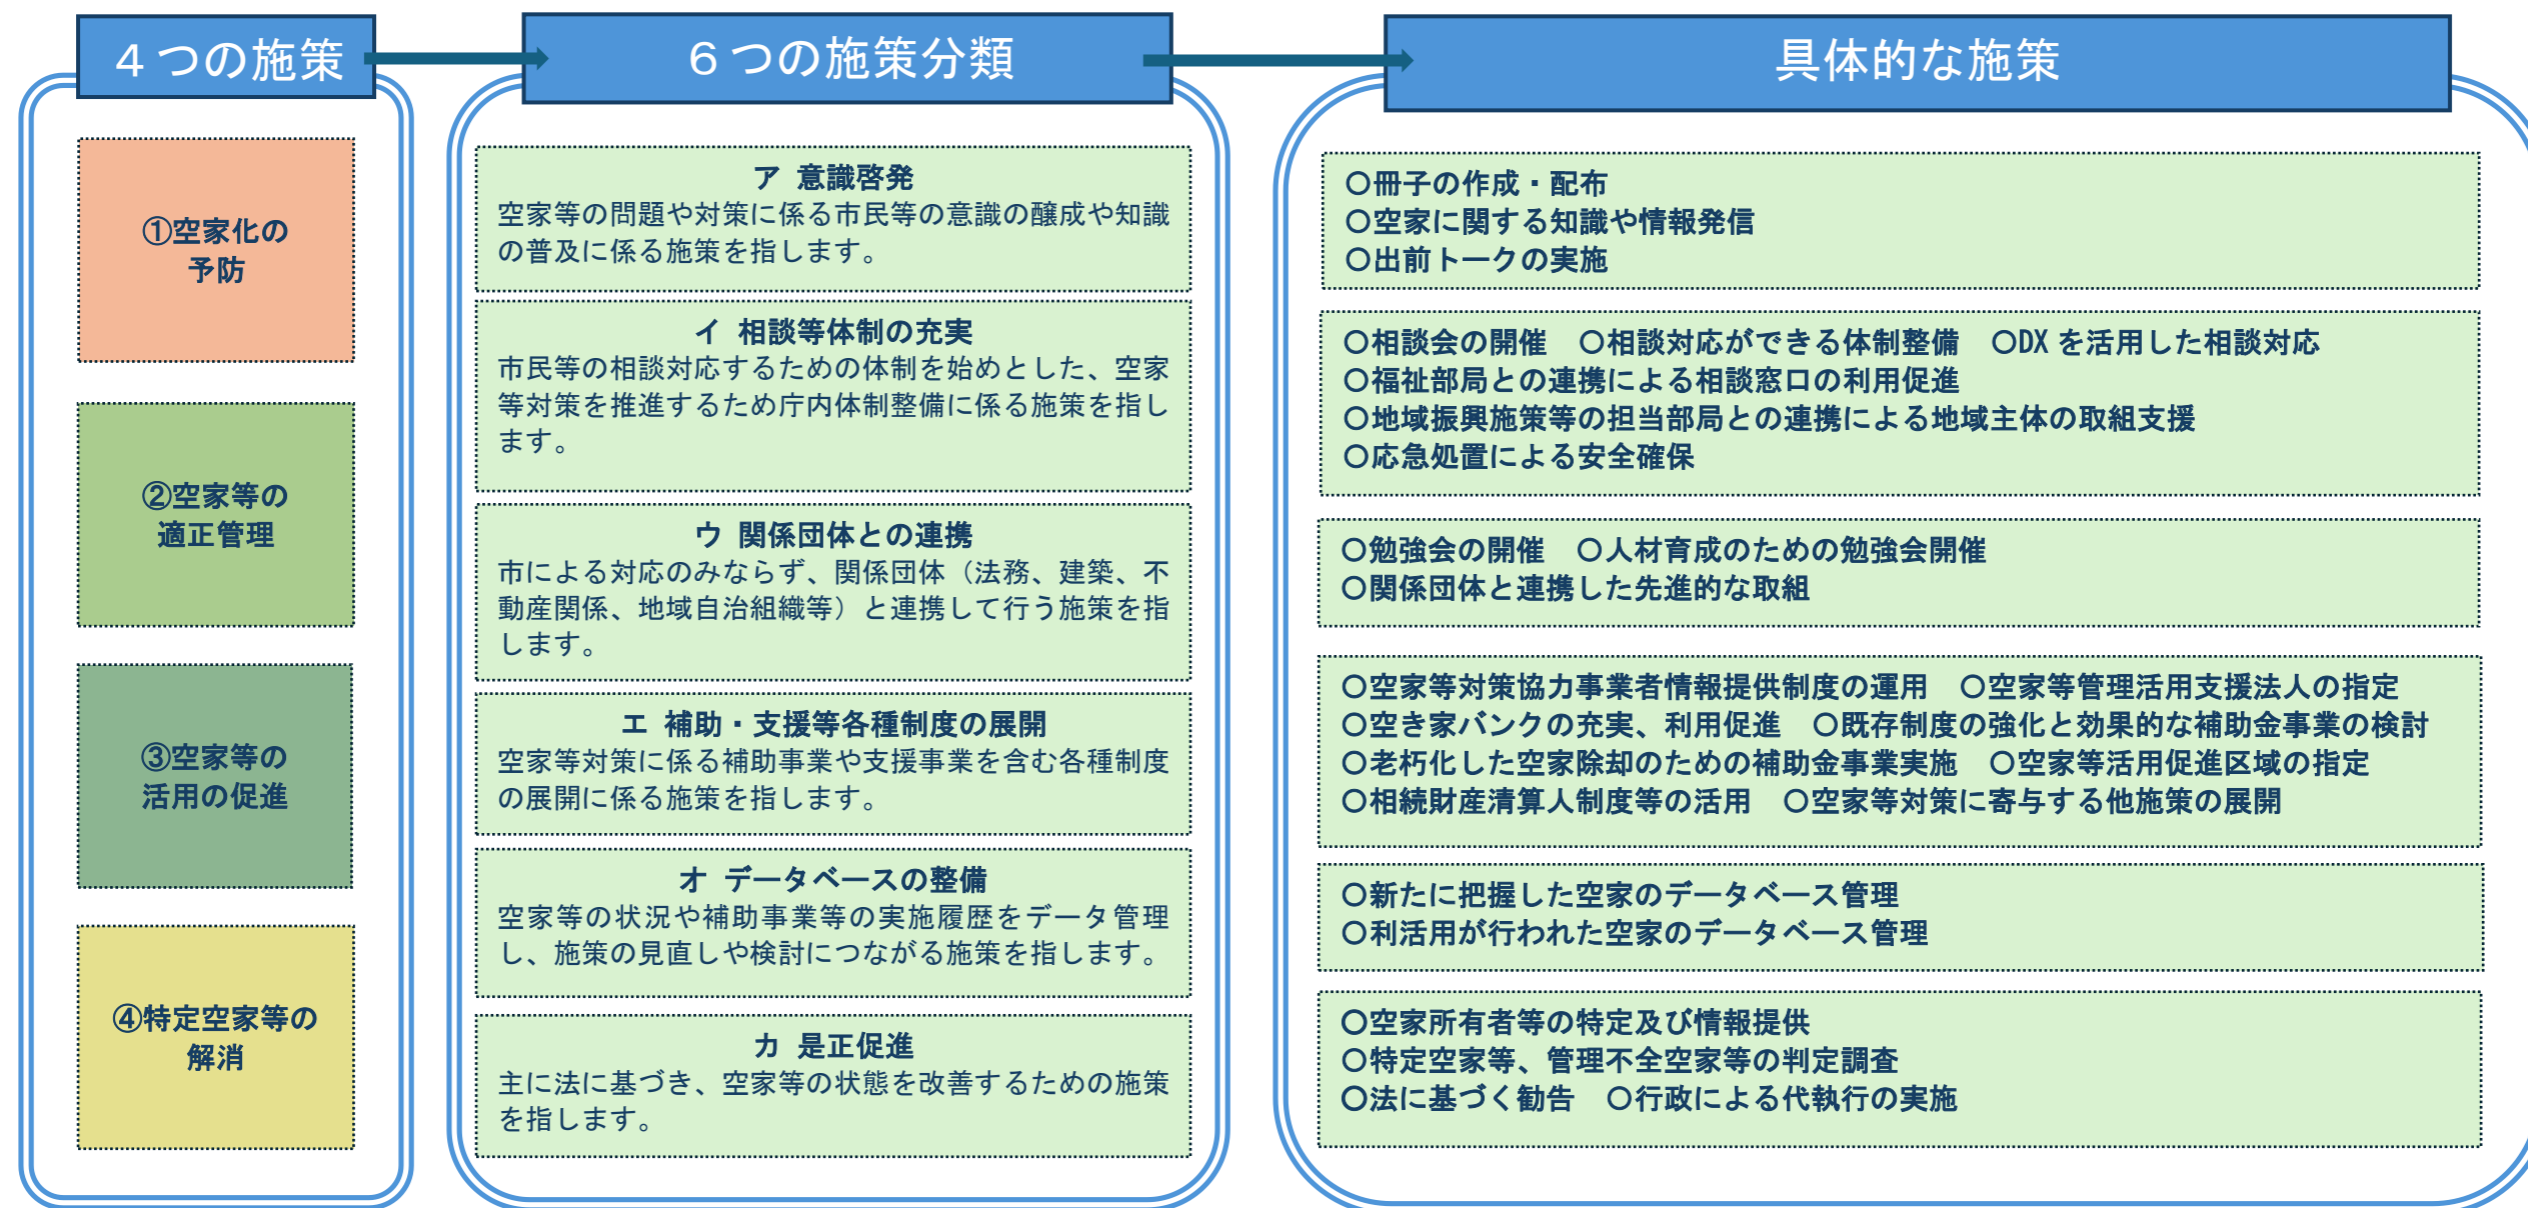 ４つの施策
６つの施策分類
具体的な施策
①空家化の
予防
②空家等の
適正管理
③空家等の
活用の促進
④特定空家等の
解消
ア 意識啓発
空家等の問題や対策に係る市民等の意識の醸成や知識
の普及に係る施策を指します。
イ 相談等体制の充実
市民等の相談対応するための体制を始めとした、空家
等対策を推進するため庁内体制整備に係る施策を指し
ます。
ウ 関係団体との連携
市による対応のみならず、関係団体（法務、建築、不
動産関係、地域自治組織等）と連携して行う施策を指
します。
エ 補助・支援等各種制度の展開
空家等対策に係る補助事業や支援事業を含む各種制度
の展開に係る施策を指します。
オ データベースの整備
空家等の状況や補助事業等の実施履歴をデータ管理
し、施策の見直しや検討につながる施策を指します。
カ 是正促進
主に法に基づき、空家等の状態を改善するための施策
を指します。
〇冊子の作成・配布
〇空家に関する知識や情報発信
〇出前トークの実施
〇相談会の開催　〇相談対応ができる体制整備　〇DX を活用した相談対応
〇福祉部局との連携による相談窓口の利用促進
〇地域振興施策等の担当部局との連携による地域主体の取組支援
〇応急処置による安全確保
〇勉強会の開催　〇人材育成のための勉強会開催
〇関係団体と連携した先進的な取組
〇空家等対策協力事業者情報提供制度の運用　〇空家等管理活用支援法人の指定
〇空き家バンクの充実、利用促進　〇既存制度の強化と効果的な補助金事業の検討
〇老朽化した空家除却のための補助金事業実施　〇空家等活用促進区域の指定
〇相続財産清算人制度等の活用　〇空家等対策に寄与する他施策の展開
〇新たに把握した空家のデータベース管理
〇利活用が行われた空家のデータベース管理
〇空家所有者等の特定及び情報提供
〇特定空家等、管理不全空家等の判定調査
〇法に基づく勧告　〇行政による代執行の実施